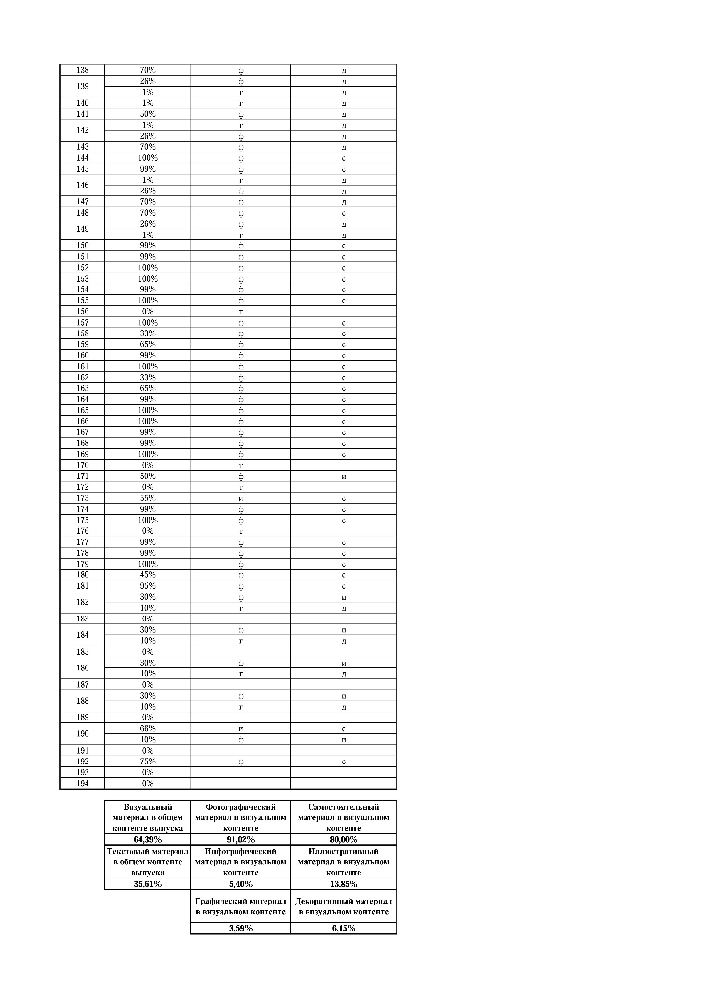 138 70% ф д
139 26% ф д
1% г д
140 1% г д
141 50% ф д
142 1% г д
26% ф д
143 70% ф д
144 100% ф с
145 99% ф с
146 1% г д
26% ф д
147 70% ф д
148 70% ф с
149 26% ф д
1% г д
150 99% ф с
151 99% ф с
152 100% ф с
153 100% ф с
154 99% ф с
155 100% ф с
156 0% т
157 100% ф с
158 33% ф с
159 65% ф с
160 99% ф с
161 100% ф с
162 33% ф с
163 65% ф с
164 99% ф с
165 100% ф с
166 100% ф с
167 99% ф с
168 99% ф с
169 100% ф с
170 0% т
171 50% ф и
172 0% т
173 55% и с
174 99% ф с
175 100% ф с
176 0% т
177 99% ф с
178 99% ф с
179 100% ф с
180 45% ф с
181 95% ф с
182 30% ф и
10% г д
183 0%
184 30% ф и
10% г д
185 0%
186 30% ф и
10% г д
187 0%
188 30% ф и
10% г д
189 0%
190 66% и с
10% ф и
191 0%
192 75% ф с
193 0%
194 0%
Визуальный
материал в общем
контенте выпуска
Фотографический
материал в визуальном
контенте
Самостоятельный
материал в визуальном
контенте
64,39% 91,02% 80,00%
Текстовый материал
в общем контенте
выпуска
Инфографический
материал в визуальном
контенте
Иллюстративный
материал в визуальном
контенте
35,61% 5,40% 13,85%
Графический материал
в визуальном контенте
Декоративный материал
в визуальном контенте
3,59% 6,15%